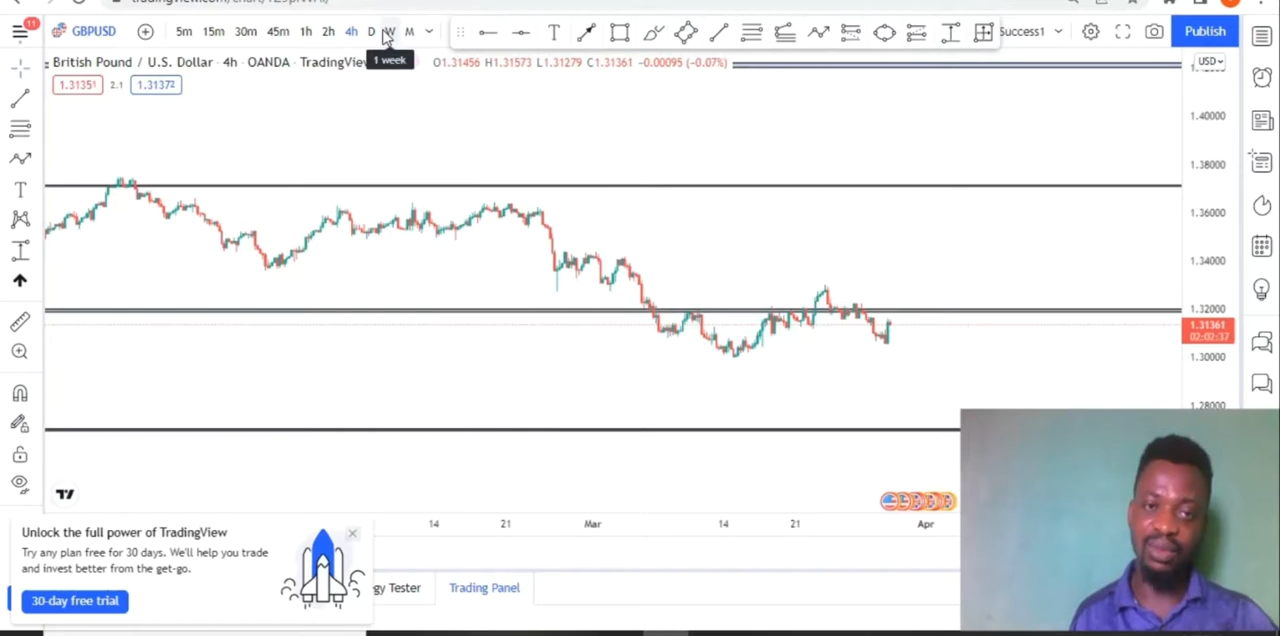 11
GBPUSD
5m 15m 30m 45m 1h 2h 4h D W M
T
Success1
Publish
British Pound / U.S. Dollar · 4h · OANDA · TradingView
1 week
O1.31456 H1.31573 L1.31279 C1.31361 -0.00095 (-0.07%)
USD
1.31351 2.1 1.31372
1.40000
1.38000
1.36000
1.34000
1.32000
1.31361
02:02:37
1.30000
1.28000
T
14 21 Mar 14 21 Apr
Unlock the full power of TradingView
Try any plan free for 30 days. We'll help you trade
and invest better from the get-go.
30-day free trial
gy Tester
Trading Panel